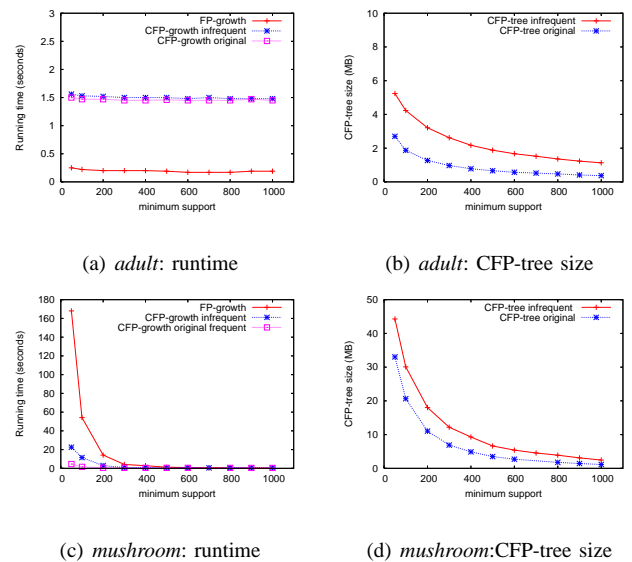 FP-growth
CFP-growth infrequent
CFP-growth original
3
2.5
2
1.5
1
0.5
0
Running time (seconds)
0 200 400 600 800 1000
minimum support
(a) adult: runtime
CFP-tree infrequent
CFP-tree original
10
8
6
4
2
0
CFP-tree size (MB)
0 200 400 600 800 1000
minimum support
(b) adult: CFP-tree size
FP-growth
CFP-growth infrequent
CFP-growth original frequent
180
160
140
120
100
80
60
40
20
0
Running time (seconds)
0 200 400 600 800 1000
minimum support
(c) mushroom: runtime
CFP-tree infrequent
CFP-tree original
50
40
30
20
10
0
CFP-tree size (MB)
0 200 400 600 800 1000
minimum support
(d) mushroom:CFP-tree size